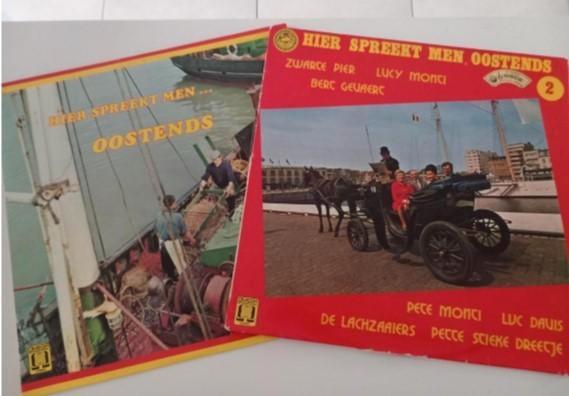 HIER SPREEKT MEN ...
OOSTENDS
HIER SPREEKT MEN OOSTENDS
2
ZWARTE PIER LUCY MONTI
BERT GEVAERT
PETE MONTI LUC DAVIS
DE LACHZAAIERS PETTE STIEKE DREETJE